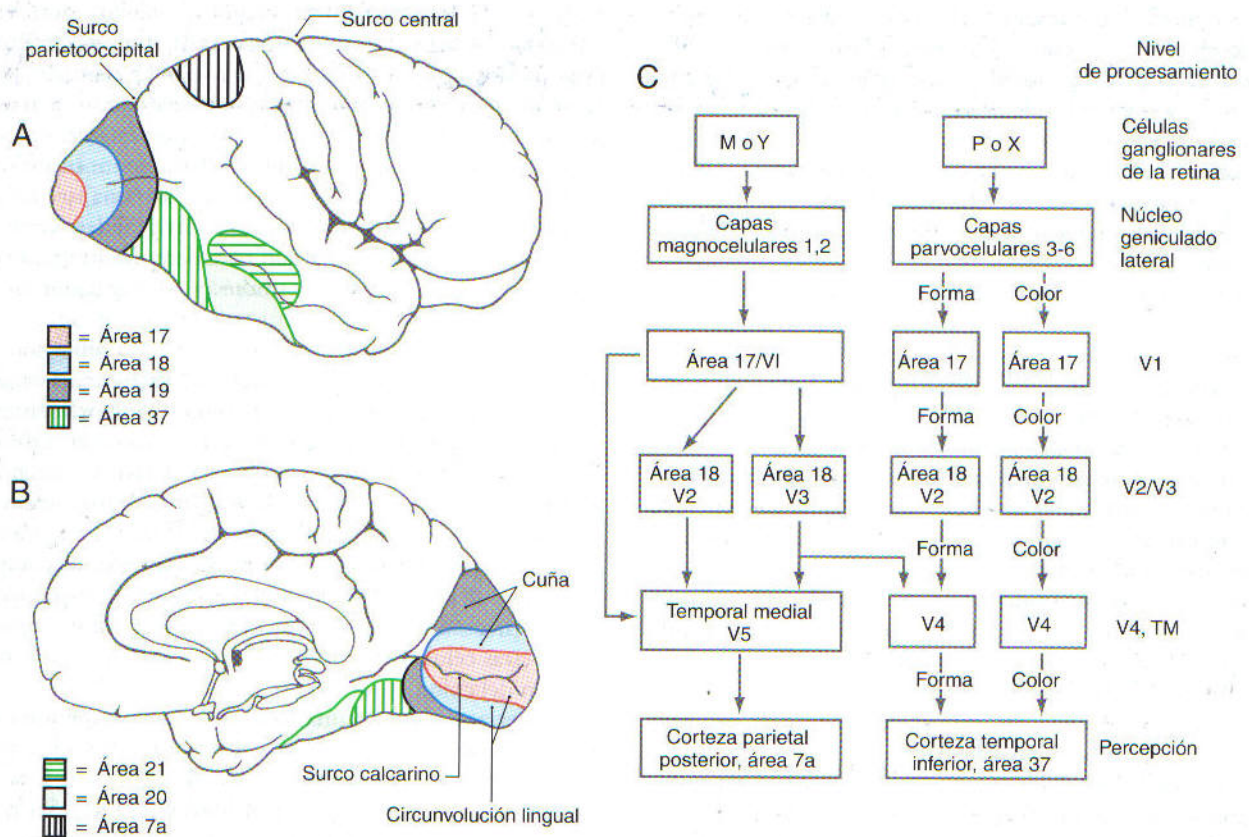 Surco
parietooccipital
Surco central
A
= Área 17
= Área 18
= Área 19
= Área 37
B
Cuña
Surco calcarino
Circunvolución lingual
= Área 21
= Área 20
= Área 7a
C
Nivel
de procesamiento
M o Y
P o X
Células
ganglionares
de la retina
Capas
magnocelulares 1,2
Capas
parvocelulares 3-6
Núcleo
geniculado
lateral
Forma
Color
Área 17/VI
Área 17
Área 17
V1
Forma
Color
Área 18
V2
Área 18
V3
Área 18
V2
Área 18
V2
V2/V3
Forma
Color
Temporal medial
V5
V4
V4
V4, TM
Forma
Color
Corteza parietal
posterior, área 7a
Corteza temporal
inferior, área 37
Percepción